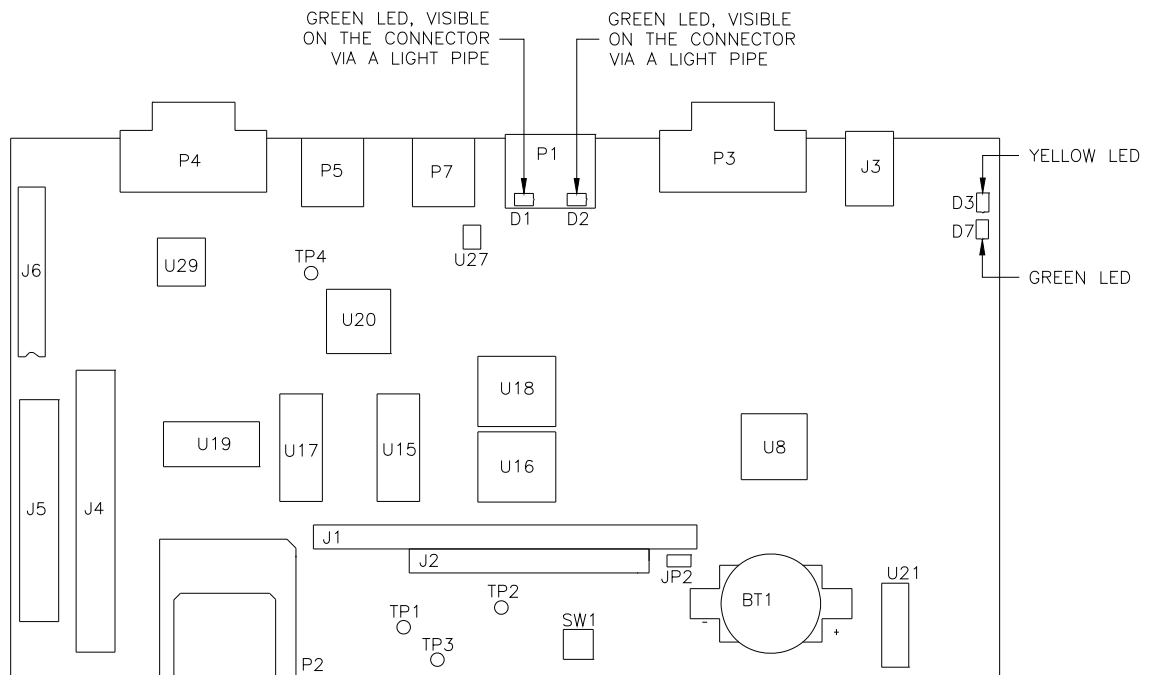 GREEN LED, VISIBLE
ON THE CONNECTOR
VIA A LIGHT PIPE
GREEN LED, VISIBLE
ON THE CONNECTOR
VIA A LIGHT PIPE
P4
P5
P7
P1
P3
J3
YELLOW LED
D1
D2
D3
D7
J6
U29
TP4
U27
GREEN LED
U20
U18
U19
U17
U15
U16
U8
J5
J4
J1
J2
JP2
U21
TP2
BT1
TP1
SW1
-
+
TP3
P2